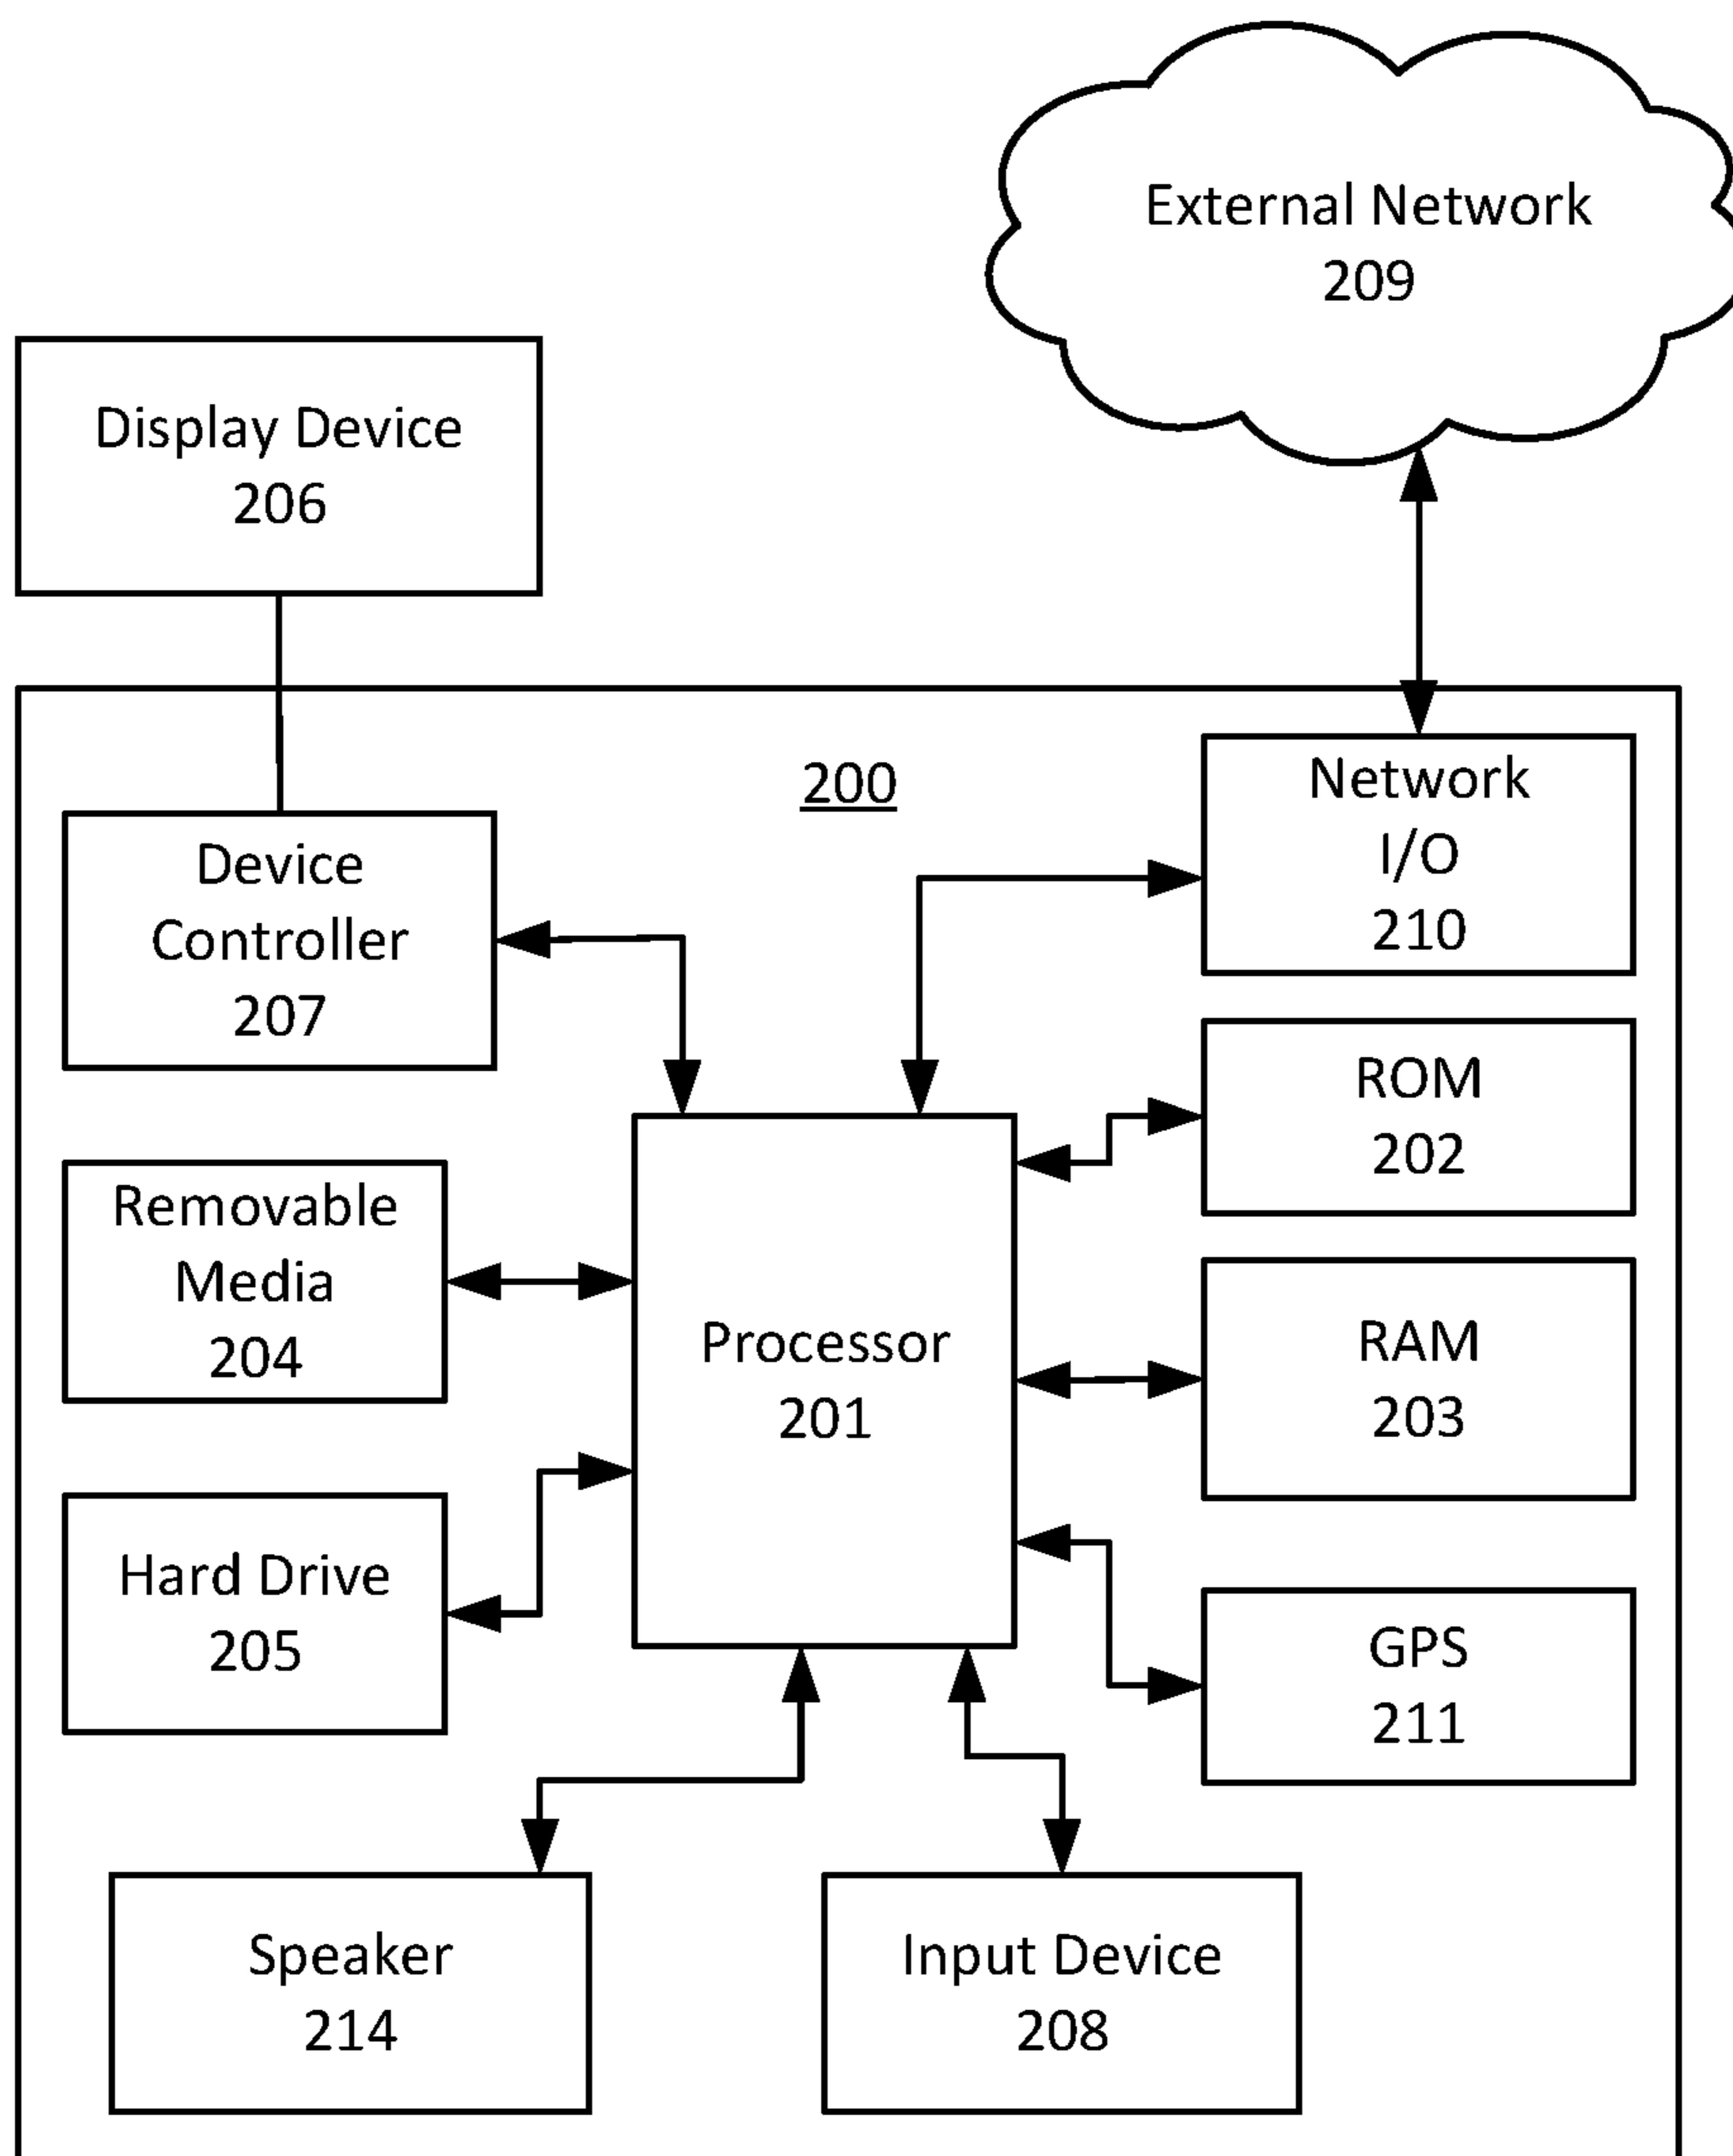 External Network
209
Display Device
206
200
Network
I/O
210
Device
Controller
207
ROM
202
Removable
Media
204
Processor
201
RAM
203
Hard Drive
205
GPS
211
Speaker
214
Input Device
208